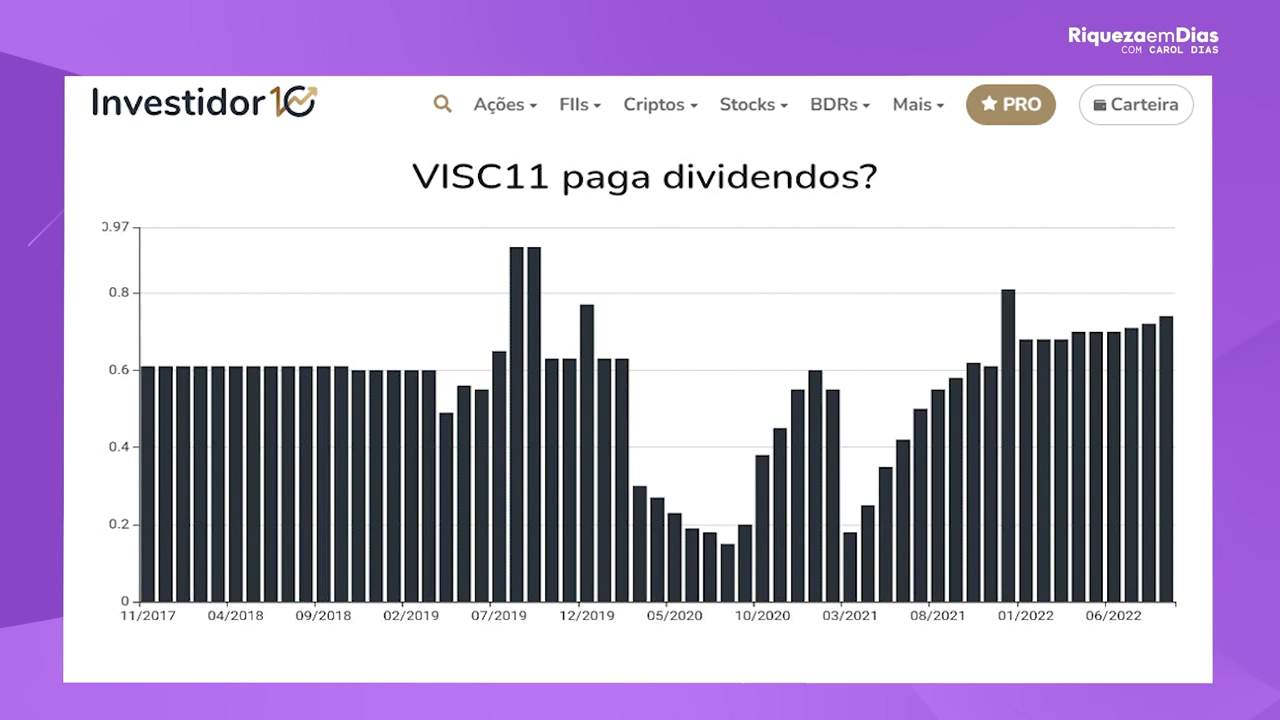 RiquezaemDias
COM CAROL DIAS
Investidor 10
Ações FIIs Criptos Stocks BDRs Mais PRO Carteira
VISC11 paga dividendos?
0.97
0.8
0.6
0.4
0.2
0
11/2017 04/2018 09/2018 02/2019 07/2019 12/2019 05/2020 10/2020 03/2021 08/2021 01/2022 06/2022